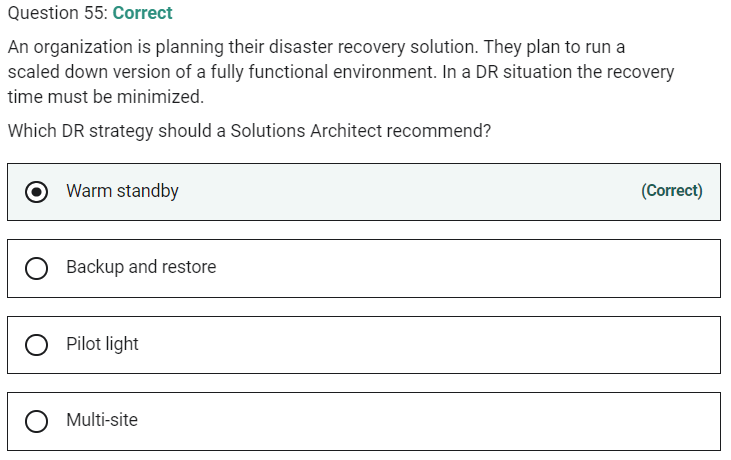 Question 55: Correct
An organization is planning their disaster recovery solution. They plan to run a
scaled down version of a fully functional environment. In a DR situation the recovery
time must be minimized.
Which DR strategy should a Solutions Architect recommend?
Warm standby (Correct)
Backup and restore
Pilot light
Multi-site